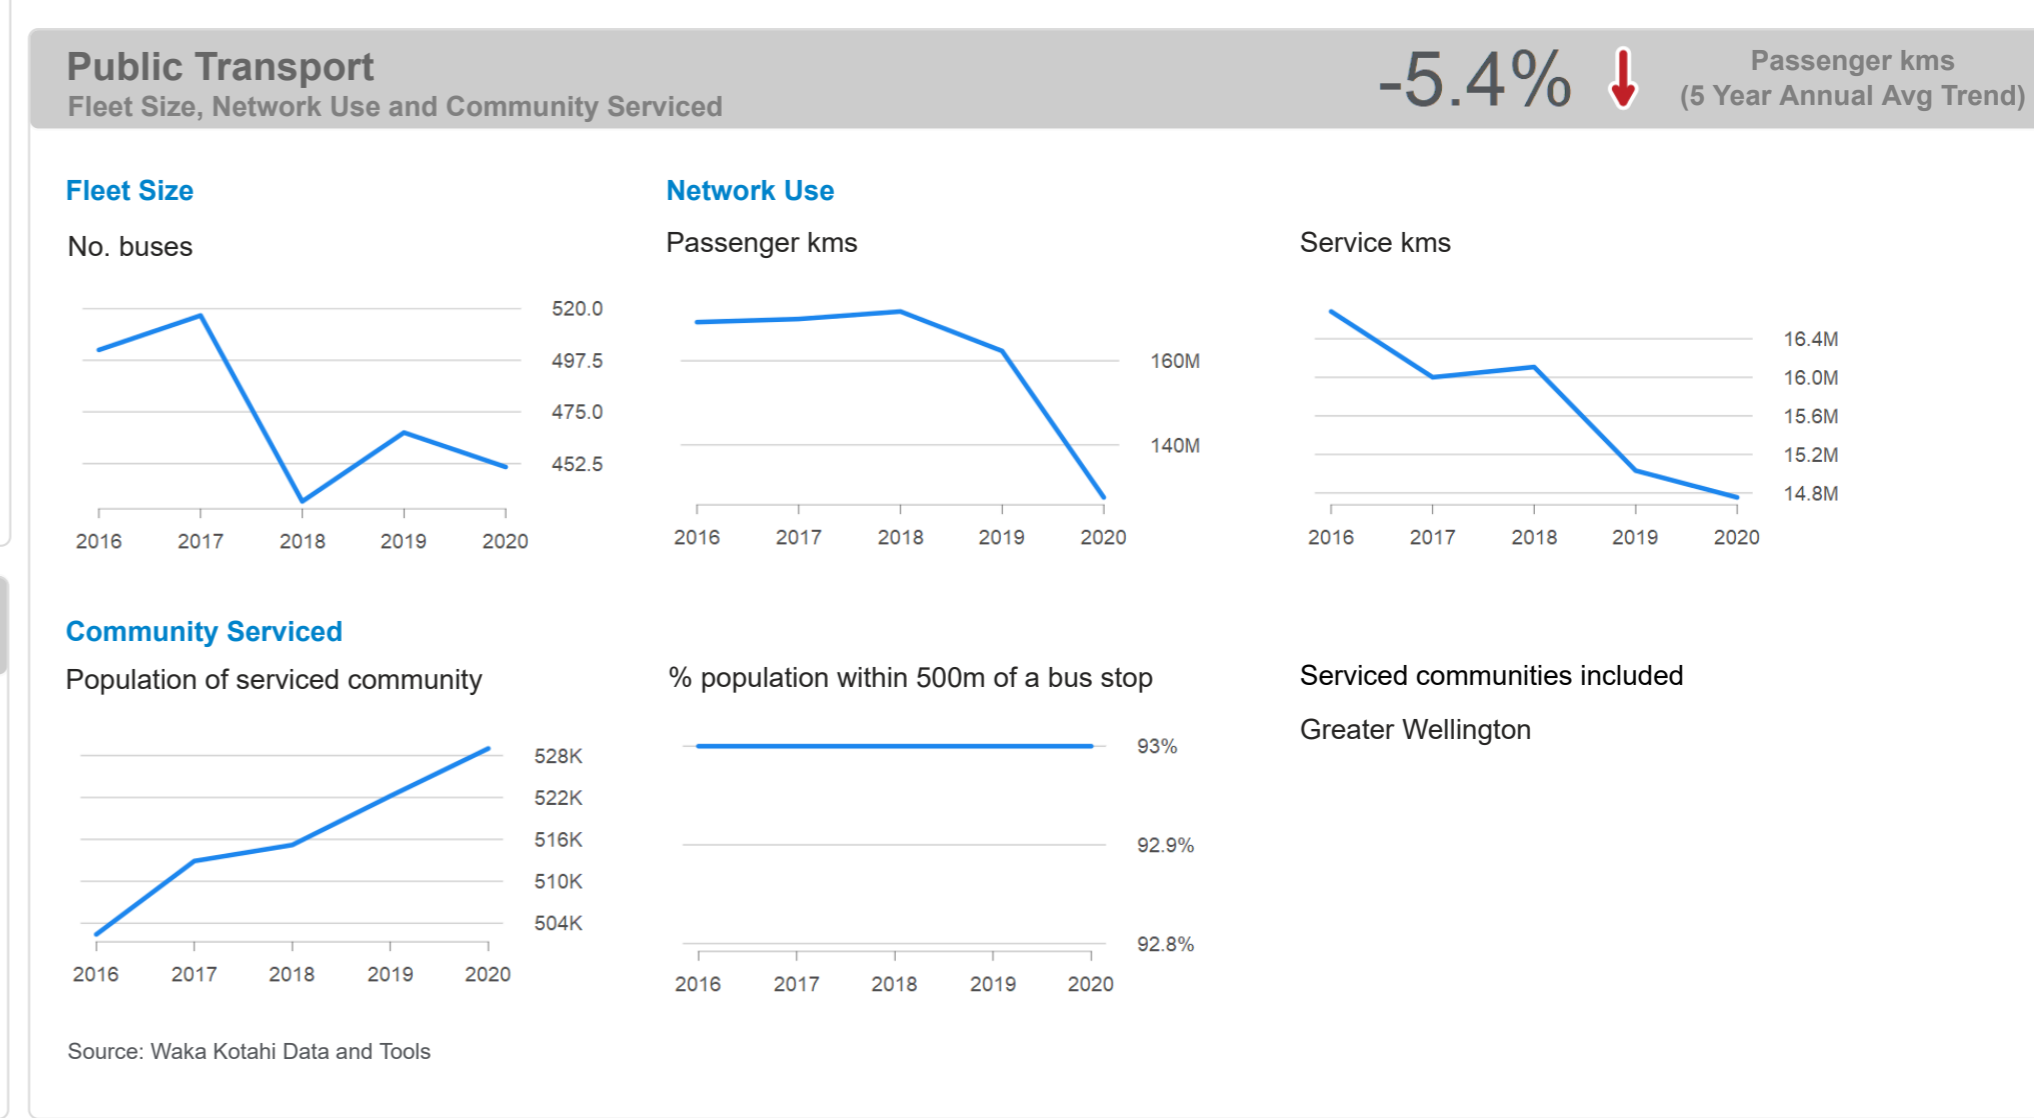 Public Transport
Fleet Size, Network Use and Community Serviced
-5.4%
Passenger kms
(5 Year Annual Avg Trend)
Fleet Size
No. buses
520.0
497.5
475.0
452.5
2016 2017 2018 2019 2020
Network Use
Passenger kms
160M
140M
2016 2017 2018 2019 2020
Service kms
16.4M
16.0M
15.6M
15.2M
14.8M
2016 2017 2018 2019 2020
Community Serviced
Population of serviced community
528K
522K
516K
510K
504K
2016 2017 2018 2019 2020
% population within 500m of a bus stop
93%
92.9%
92.8%
2016 2017 2018 2019 2020
Serviced communities included
Greater Wellington
Source: Waka Kotahi Data and Tools